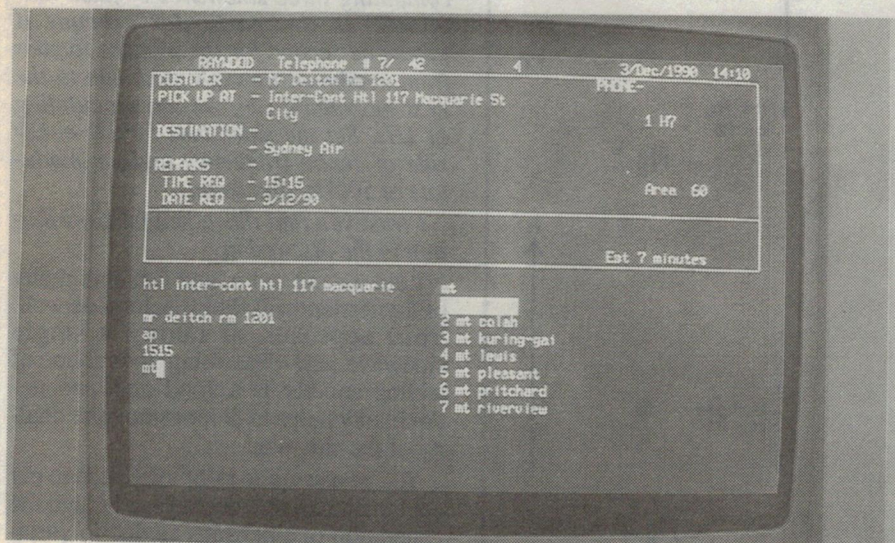 RAYWOOD Telephone # 7/ 42 4 3/Dec/1990 14:10
CUSTOMER - Mr Deitch Rm 1201 PHONE-
PICK UP AT - Inter-Cont Htl 117 Macquarie St
City 1 H7
DESTINATION -
- Sydney Air
REMARKS -
TIME REQ - 15:15 Area 60
DATE REQ - 3/12/90
Est 7 minutes
htl inter-cont htl 117 macquarie mt
mr deitch rm 1201 2 mt colah
ap 3 mt kuring-gai
1515 4 mt lewis
mt 5 mt pleasant
6 mt pritchard
7 mt riverview